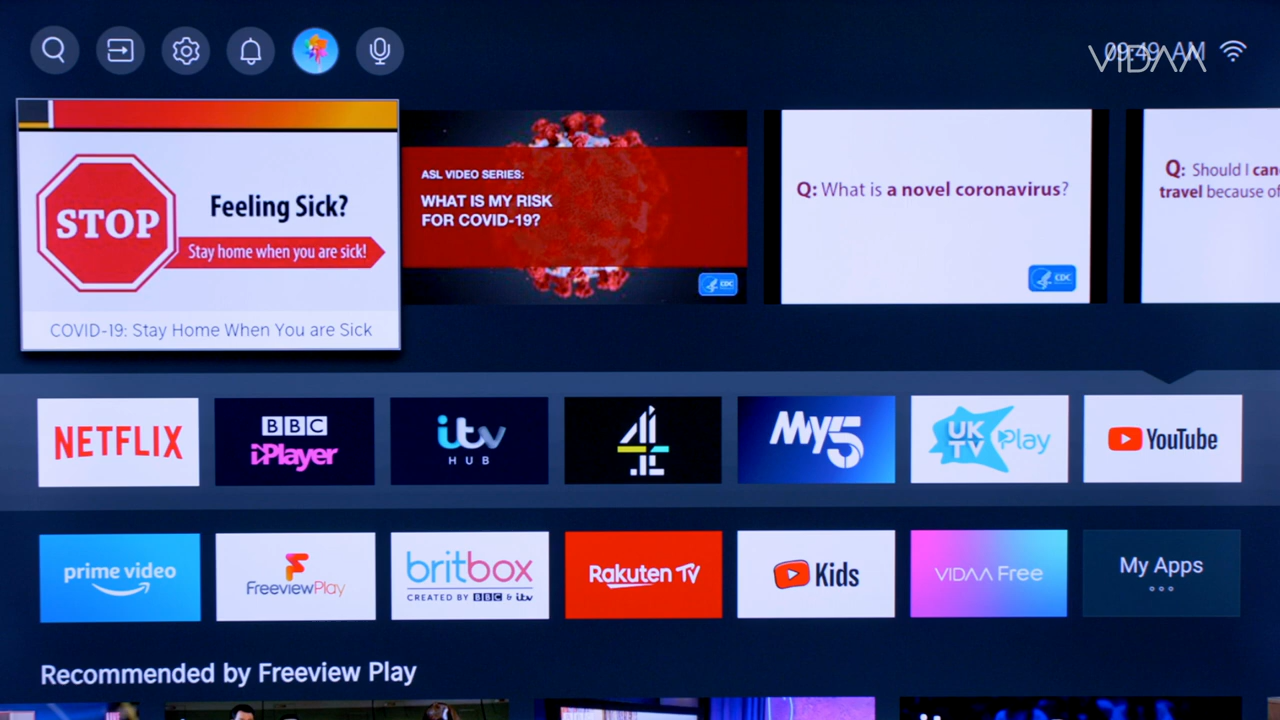 09:49 AM
VIDAA
STOP
Feeling Sick?
Stay home when you are sick!
COVID-19: Stay Home When You are Sick
ASL VIDEO SERIES:
WHAT IS MY RISK
FOR COVID-19?
CDC
Q: What is a novel coronavirus?
CDC
Q: Should I can
travel because of
NETFLIX
BBC
iPlayer
itv
HUB
4
My5
UK
TV Play
YouTube
prime video
FreeviewPlay
britbox
CREATED BY BBC & itv
Rakuten TV
Kids
VIDAA Free
My Apps
Recommended by Freeview Play